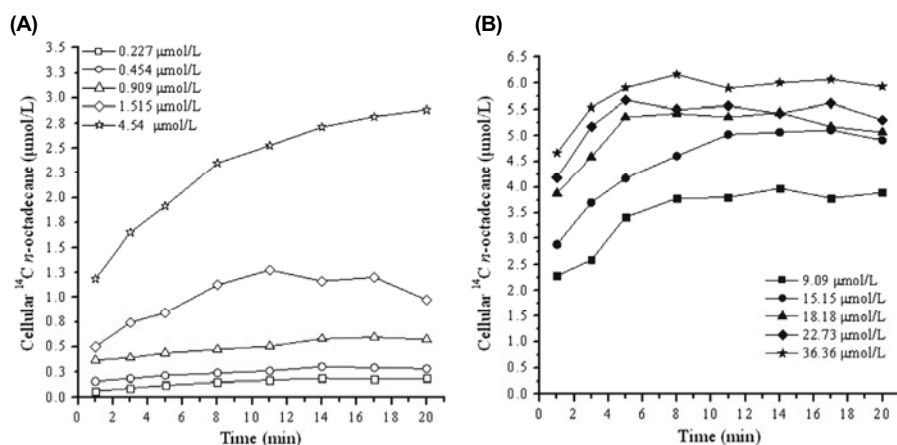 (A)
Cellular ¹⁴C n-octadecane (μmol/L)
3.5
3.3
3.0
2.8
2.5
2.3
2.0
1.8
1.5
1.3
1.0
0.8
0.5
0.3
0.0
0.227 μmol/L
0.454 μmol/L
0.909 μmol/L
1.515 μmol/L
4.54 μmol/L
0 2 4 6 8 10 12 14 16 18 20
Time (min)
(B)
Cellular ¹⁴C n-octadecane (μmol/L)
6.5
6.0
5.5
5.0
4.5
4.0
3.5
3.0
2.5
2.0
1.5
1.0
0.5
0.0
9.09 μmol/L
15.15 μmol/L
18.18 μmol/L
22.73 μmol/L
36.36 μmol/L
0 2 4 6 8 10 12 14 16 18 20
Time (min)